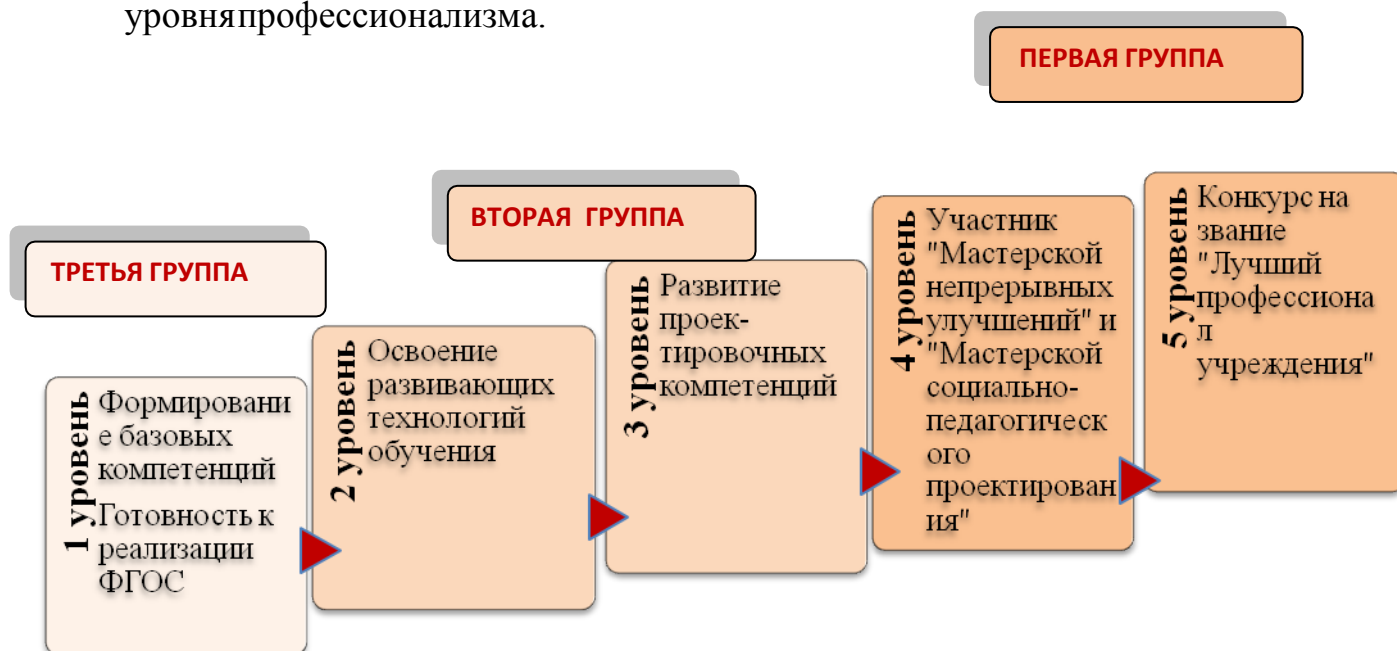 уровняпрофессионализма.
ПЕРВАЯ ГРУППА
ВТОРАЯ ГРУППА
ТРЕТЬЯ ГРУППА
1 уровень
Формировани
е базовых
компетенций
Готовность к
реализации
ФГОС
2 уровень
Освоение
развивающих
технологий
обучения
3 уровень
Развитие
проек-
тировочных
компетенций
4 уровень
Участник
"Мастерской
непрерывных
улучшений" и
"Мастерской
социально-
педагогическ
ого
проектирован
ия"
5 уровень
Конкурс на
звание
"Лучший
профессиона
л
учреждения"